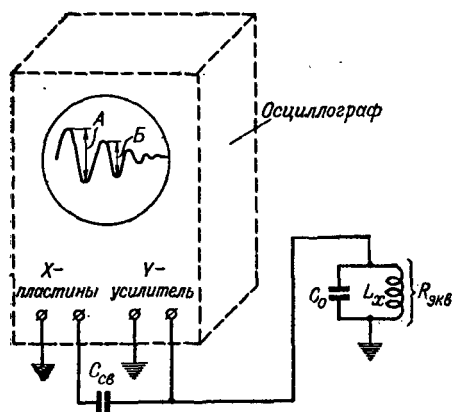 Осциллограф
А
Б
X-
пластины
Y-
усилитель
Cсв
C₀
Lx
Rэкв